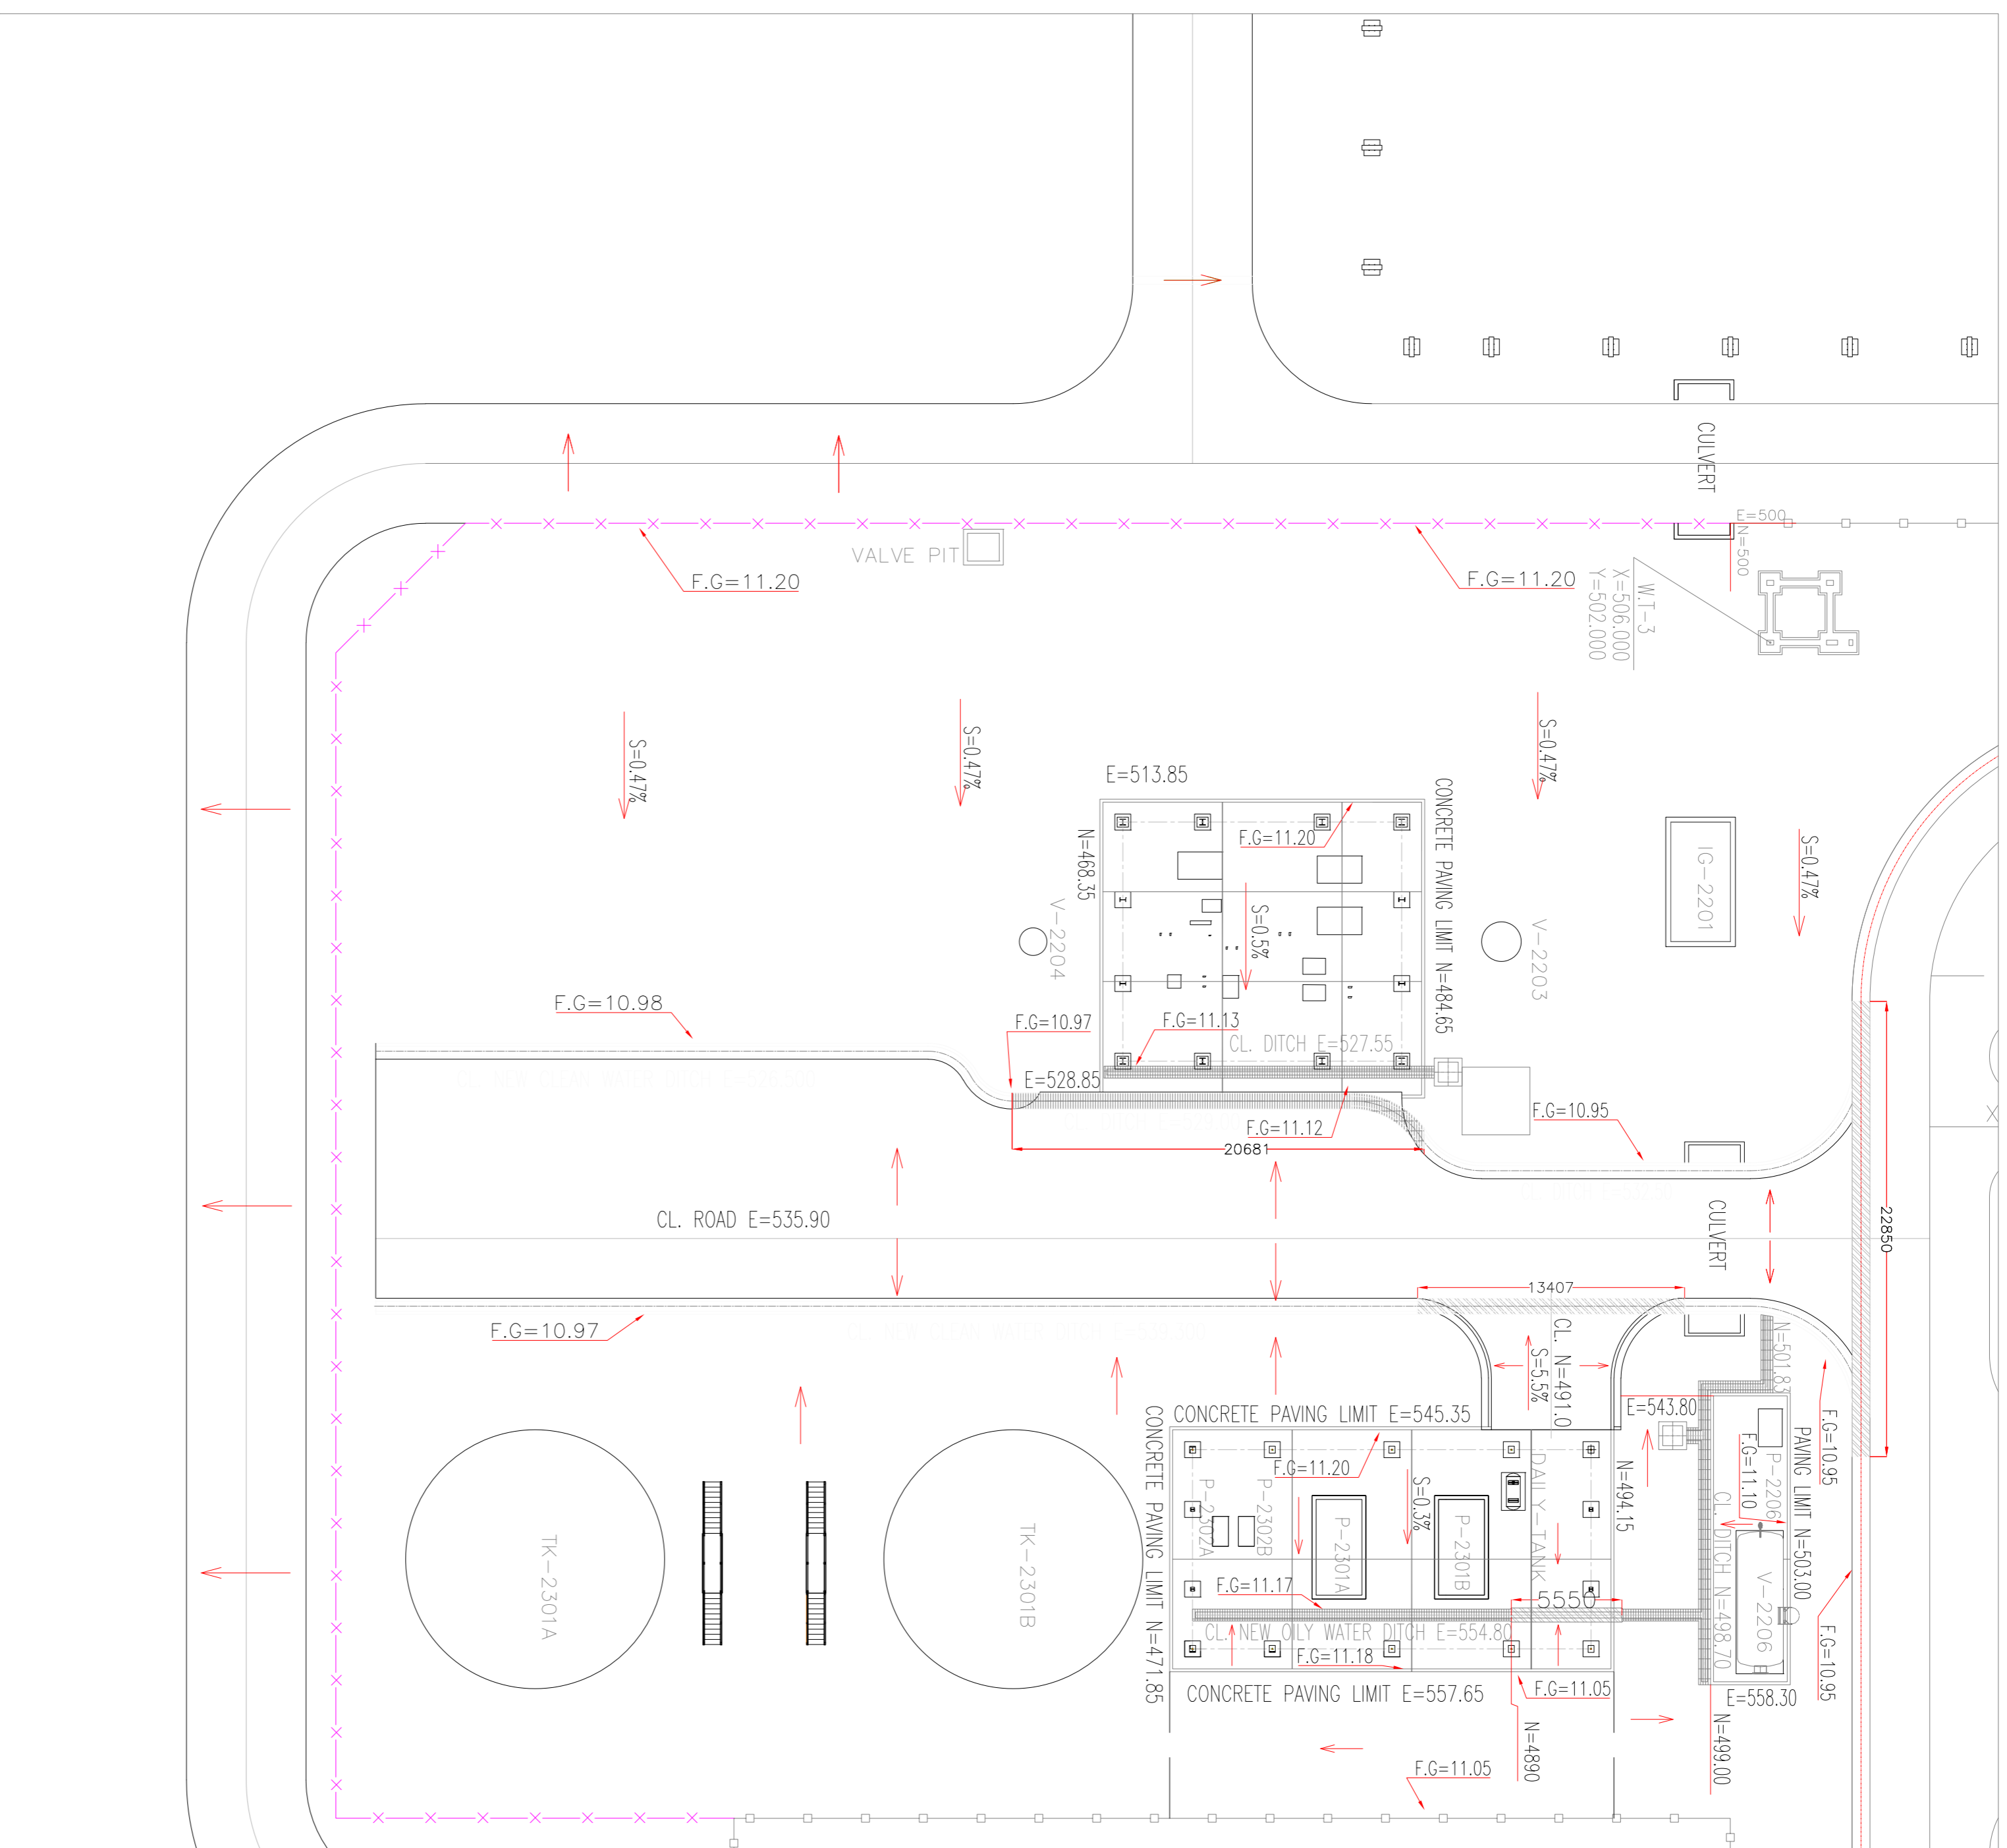 CULVERT
E=500
N=500
VALVE PIT
F.G=11.20
F.G=11.20
W.T-3
X=506.000
Y=502.000
S=0.47%
S=0.47%
S=0.47%
S=0.47%
E=513.85
CONCRETE PAVING LIMIT N=484.65
N=468.35
F.G=11.20
IG-2201
V-2204
S=0.5%
V-2203
F.G=10.98
F.G=10.97
F.G=11.13
CL. DITCH E=527.55
E=528.85
F.G=11.12
F.G=10.95
20681
X
CL. ROAD E=535.90
CULVERT
22850
13407
F.G=10.97
CL. N=491.0
S=5.5%
N=501.83
E=543.80
CONCRETE PAVING LIMIT E=545.35
CONCRETE PAVING LIMIT N=471.85
F.G=10.95
F.G=11.10
PAVING LIMIT N=503.00
P-2206
F.G=11.20
S=0.3%
DAILY-TANK
N=494.15
P-2302A
P-2302B
P-2301A
P-2301B
CL. DITCH N=498.70
V-2206
TK-2301A
TK-2301B
F.G=11.17
5550
CL. NEW OILY WATER DITCH E=554.80
F.G=11.18
F.G=11.05
F.G=10.95
CONCRETE PAVING LIMIT E=557.65
E=558.30
N=4890
N=499.00
F.G=11.05